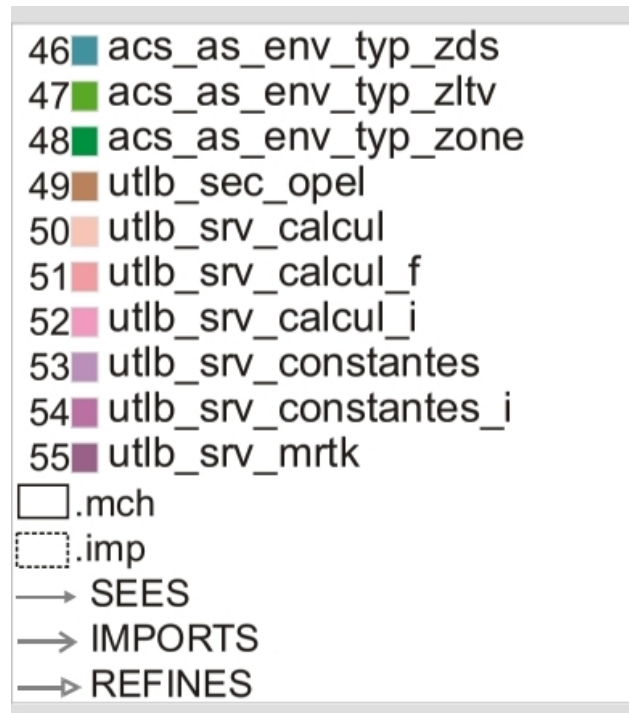 46 acs_as_env_typ_zds
47 acs_as_env_typ_zltv
48 acs_as_env_typ_zone
49 utlb_sec_opel
50 utlb_srv_calcul
51 utlb_srv_calcul_f
52 utlb_srv_calcul_i
53 utlb_srv_constantes
54 utlb_srv_constantes_i
55 utlb_srv_mrtk
.mch
.imp
SEES
IMPORTS
REFINES